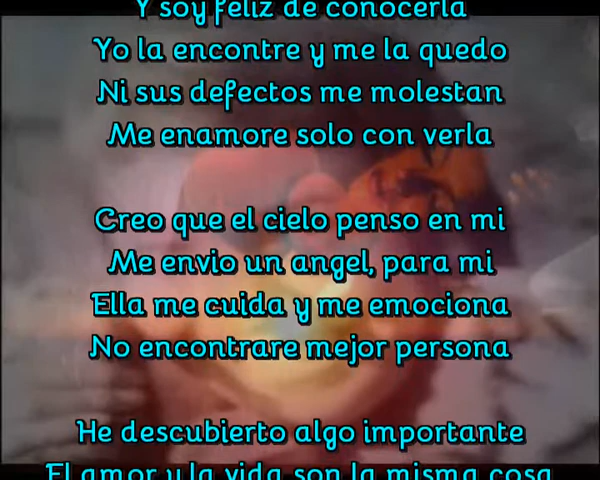 Y soy feliz de conocerla
Yo la encontre y me la quedo
Ni sus defectos me molestan
Me enamore solo con verla
Creo que el cielo penso en mi
Me envio un angel, para mi
Ella me cuida y me emociona
No encontrare mejor persona
He descubierto algo importante
El amor y la vida son la misma cosa